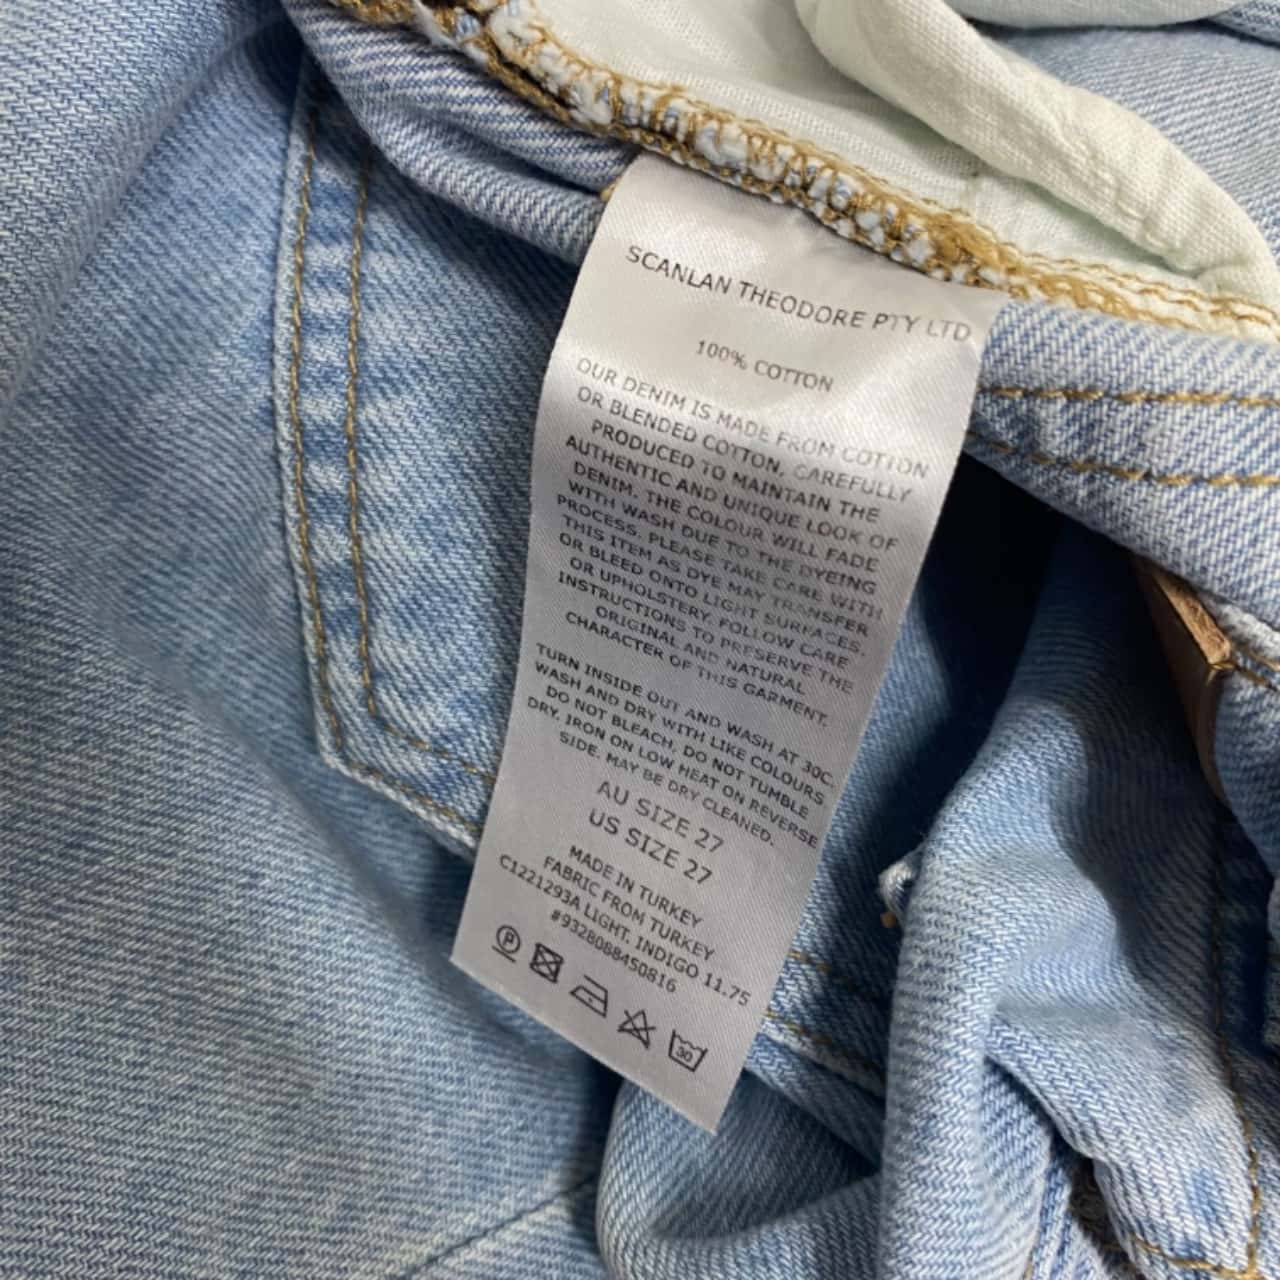 SCANLAN THEODORE PTY LTD
100% COTTON
OUR DENIM IS MADE FROM COTTON
OR BLENDED COTTON, CAREFULLY
PRODUCED TO MAINTAIN THE
AUTHENTIC AND UNIQUE LOOK OF
DENIM. THE COLOUR WILL FADE
WITH WASH DUE TO THE DYEING
PROCESS. PLEASE TAKE CARE WITH
THIS ITEM AS DYE MAY TRANSFER
OR BLEED ONTO LIGHT SURFACES,
OR UPHOLSTERY. FOLLOW CARE
INSTRUCTIONS TO PRESERVE THE
ORIGINAL AND NATURAL
CHARACTER OF THIS GARMENT.
TURN INSIDE OUT AND WASH AT 30C.
WASH AND DRY WITH LIKE COLOURS.
DO NOT BLEACH, DO NOT TUMBLE
DRY. IRON ON LOW HEAT ON REVERSE
SIDE. MAY BE DRY CLEANED.
AU SIZE 27
US SIZE 27
MADE IN TURKEY
FABRIC FROM TURKEY
C1221293A LIGHT. INDIGO 11.75
#9328088450816
P
30